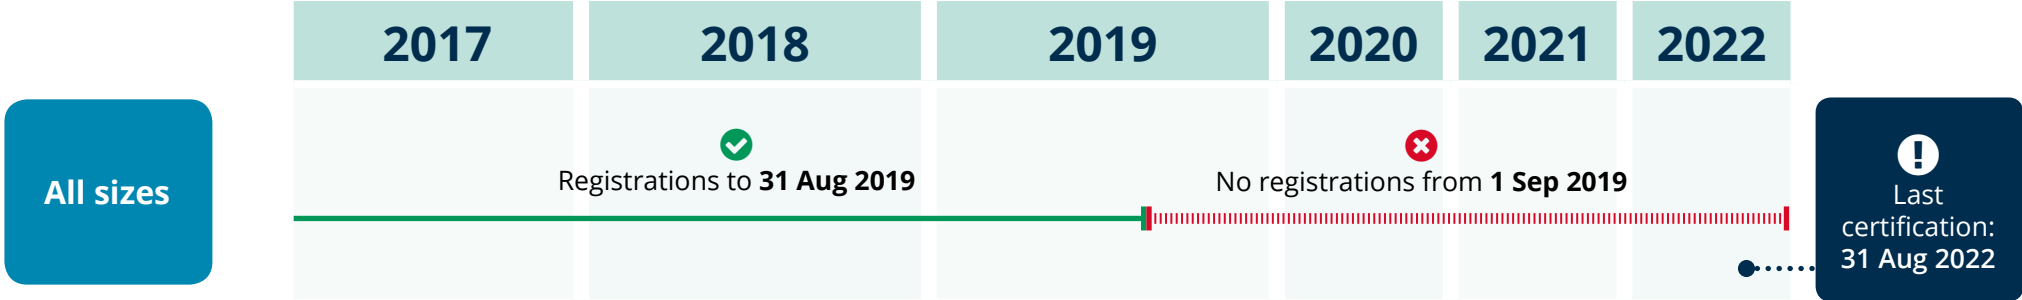 2017 2018 2019 2020 2021 2022
All sizes
Registrations to 31 Aug 2019
No registrations from 1 Sep 2019
Last
certification:
31 Aug 2022